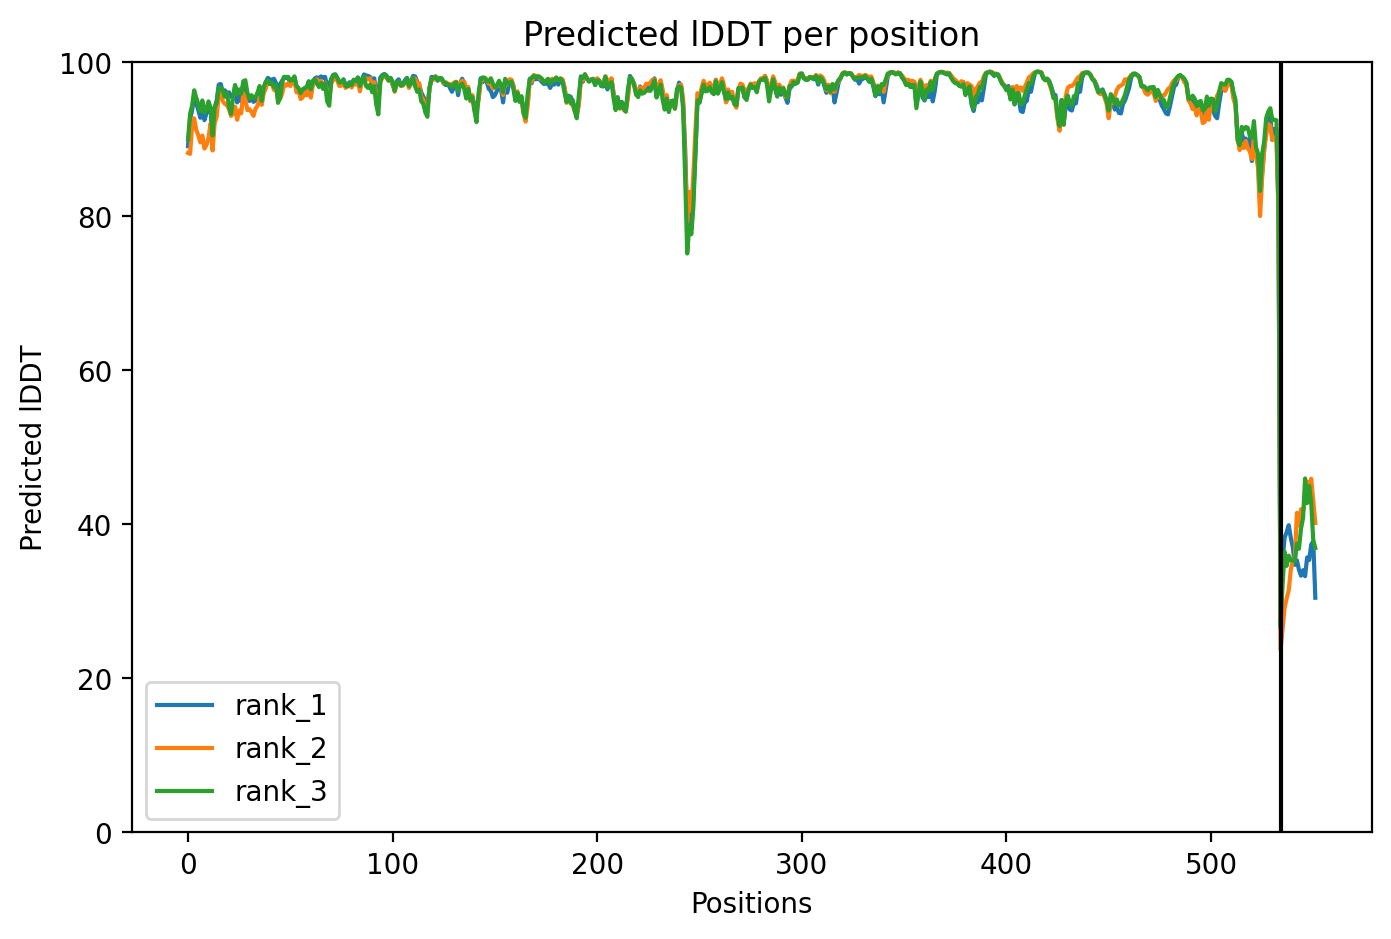 Predicted lDDT per position
Predicted lDDT
100
80
60
40
20
0
rank_1
rank_2
rank_3
0 100 200 300 400 500
Positions